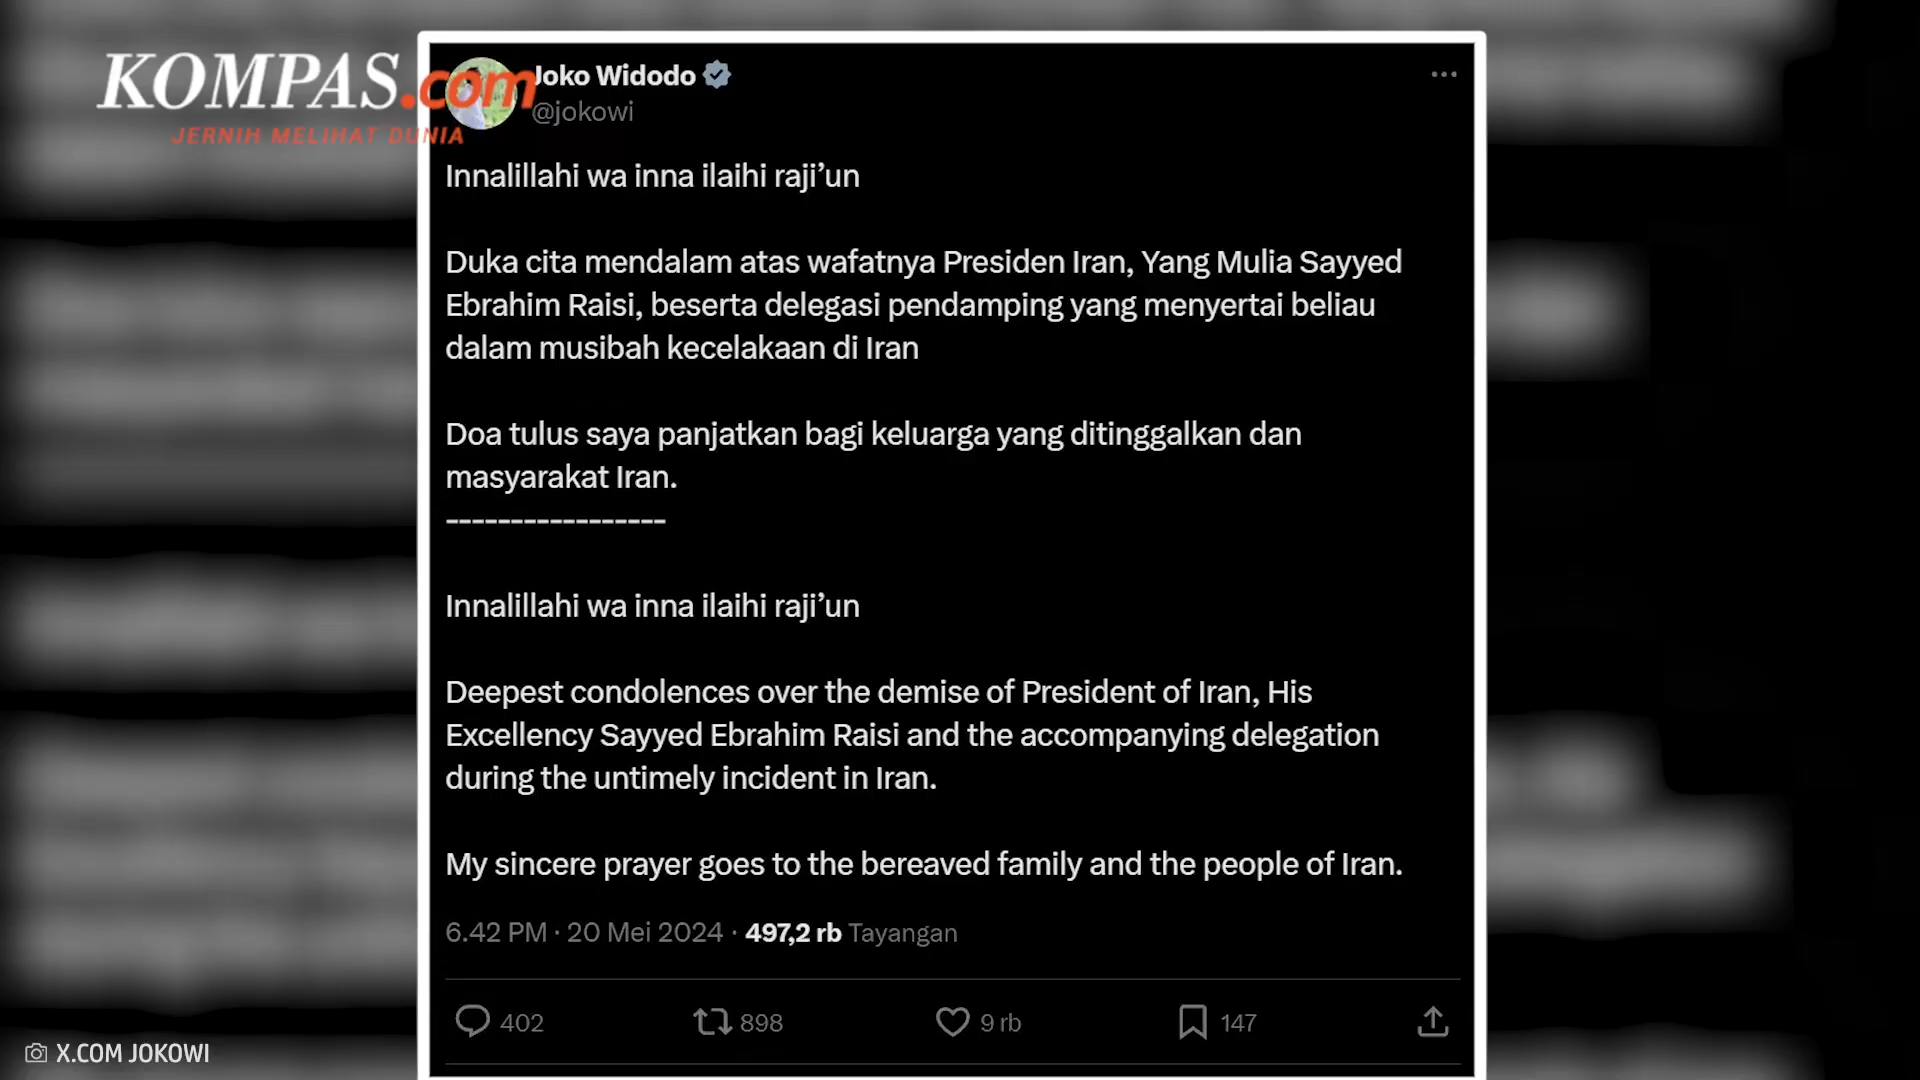 KOMPAS.com
JERNIH MELIHAT DUNIA
Joko Widodo
@jokowi
Innalillahi wa inna ilaihi raji’un
Duka cita mendalam atas wafatnya Presiden Iran, Yang Mulia Sayyed
Ebrahim Raisi, beserta delegasi pendamping yang menyertai beliau
dalam musibah kecelakaan di Iran
Doa tulus saya panjatkan bagi keluarga yang ditinggalkan dan
masyarakat Iran.
-----------------
Innalillahi wa inna ilaihi raji’un
Deepest condolences over the demise of President of Iran, His
Excellency Sayyed Ebrahim Raisi and the accompanying delegation
during the untimely incident in Iran.
My sincere prayer goes to the bereaved family and the people of Iran.
6.42 PM · 20 Mei 2024 · 497,2 rb Tayangan
402 898 9 rb 147
X.COM JOKOWI